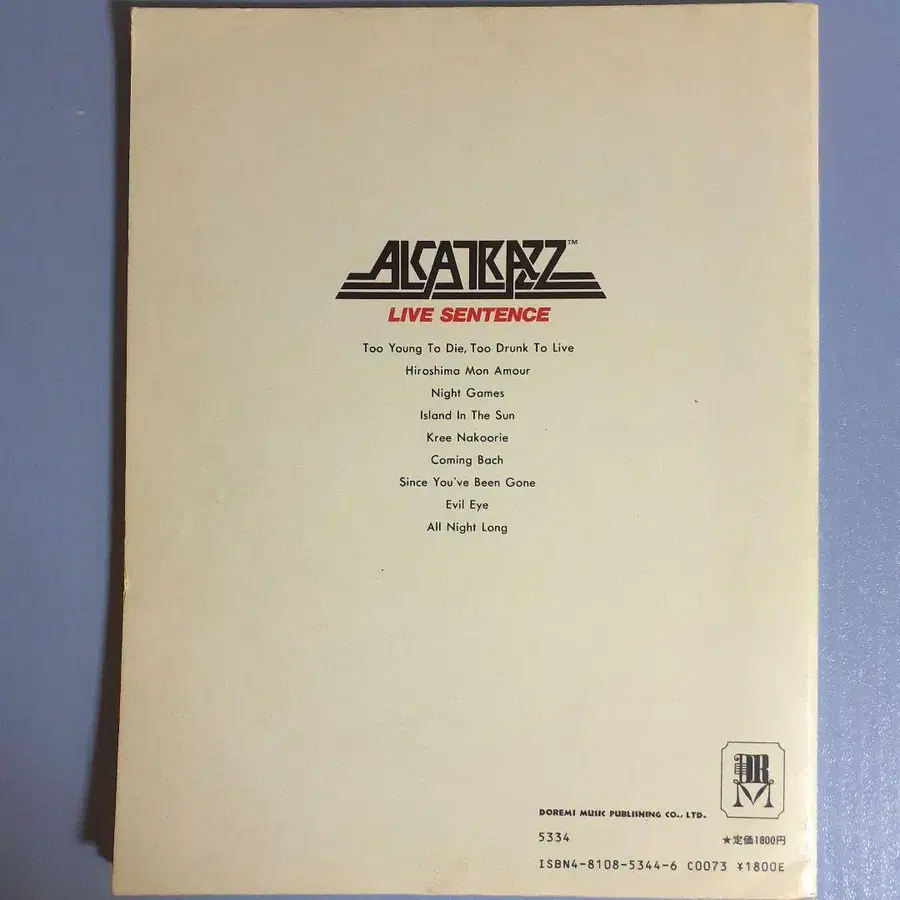 ALCATRAZZ™
LIVE SENTENCE
Too Young To Die, Too Drunk To Live
Hiroshima Mon Amour
Night Games
Island In The Sun
Kree Nakoorie
Coming Bach
Since You've Been Gone
Evil Eye
All Night Long
DRM
DOREMI MUSIC PUBLISHING CO., LTD.
5334 ★定価1800円
ISBN4-8108-5344-6 C0073 ¥1800E